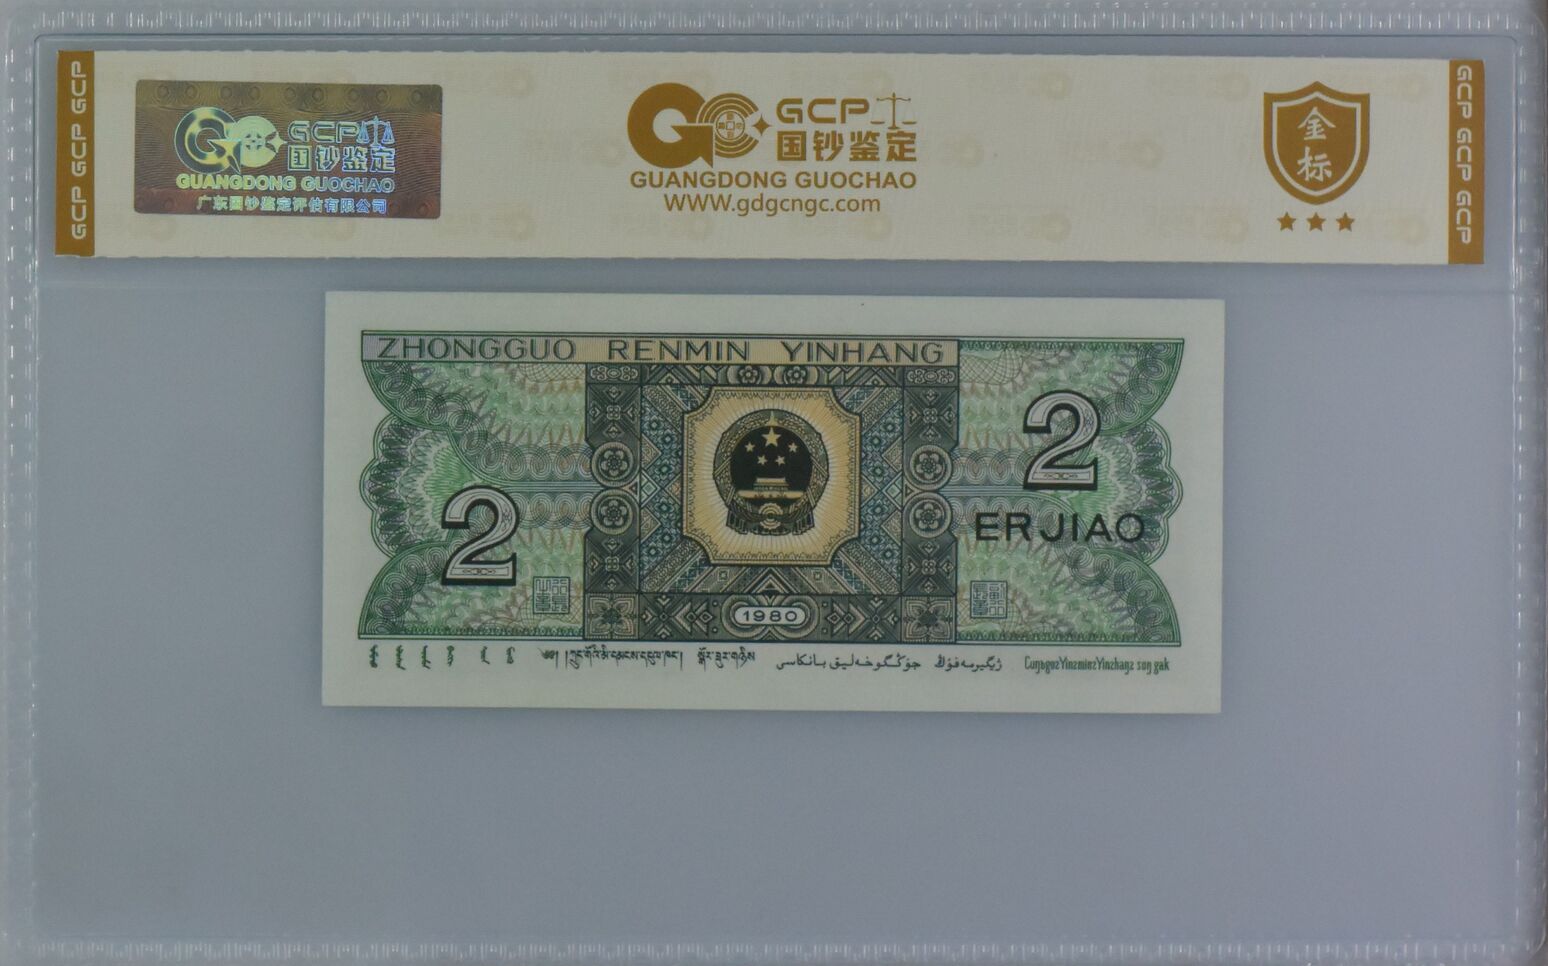 GCP GCP GCP
GCP 国钞鉴定
GUANGDONG GUOCHAO
广东国钞鉴定评估有限公司
GCP
国钞鉴定
GUANGDONG GUOCHAO
WWW.gdgcngc.com
金标
GCP GCP GCP
ZHONGGUO RENMIN YINHANG
2
2
ERJIAO
1980
جۇڭگوخەلىق بانكاسى